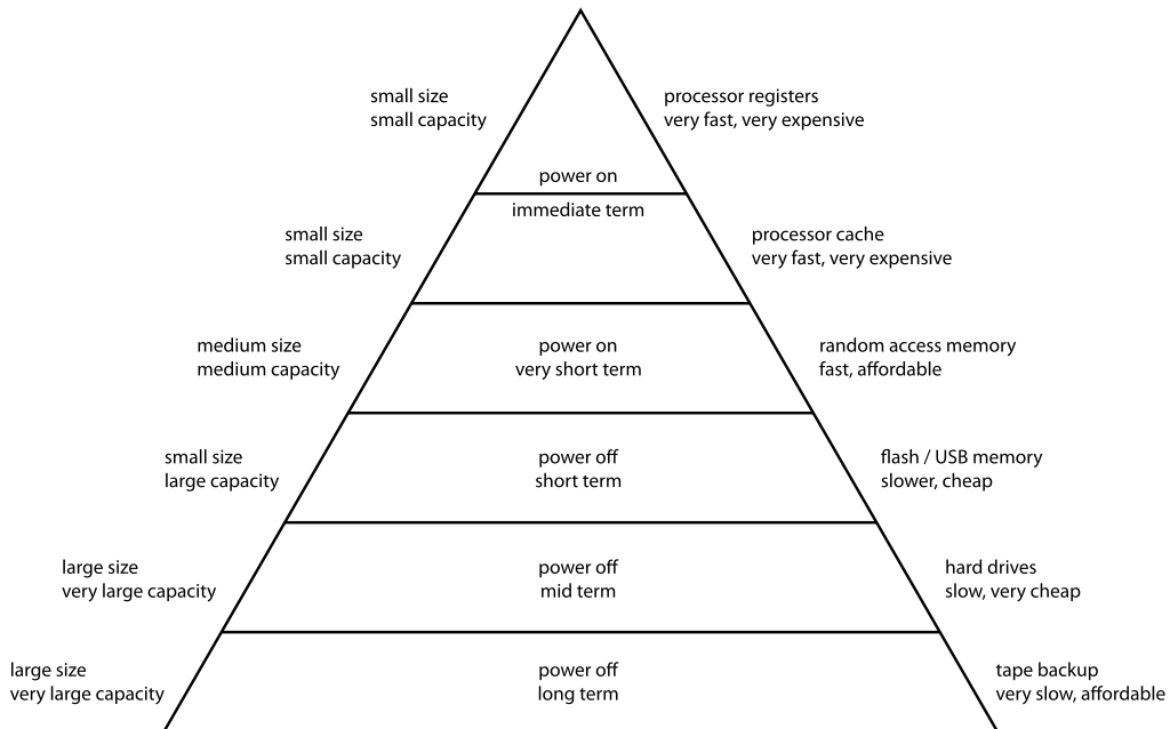 small size
small capacity
processor registers
very fast, very expensive
power on
immediate term
small size
small capacity
processor cache
very fast, very expensive
medium size
medium capacity
power on
very short term
random access memory
fast, affordable
small size
large capacity
power off
short term
flash / USB memory
slower, cheap
large size
very large capacity
power off
mid term
hard drives
slow, very cheap
large size
very large capacity
power off
long term
tape backup
very slow, affordable